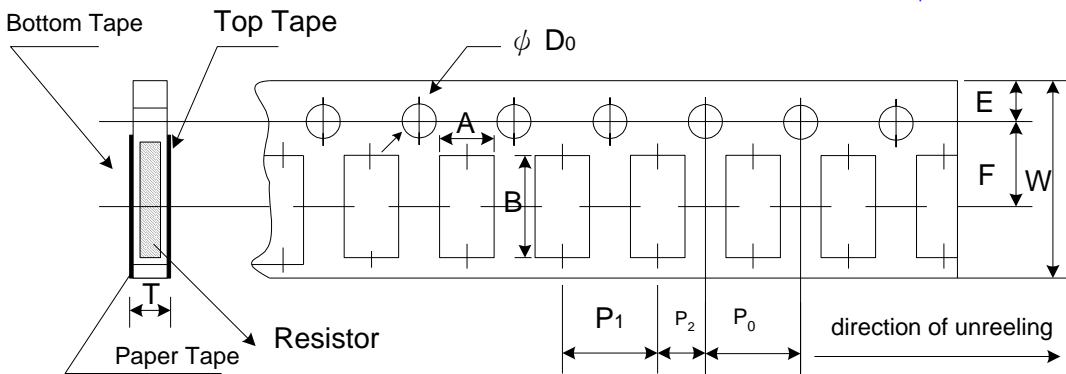 Bottom Tape
Top Tape
ψ D0
E
A
F
W
B
T
P1
P2
P0
direction of unreeling
Resistor
Paper Tape